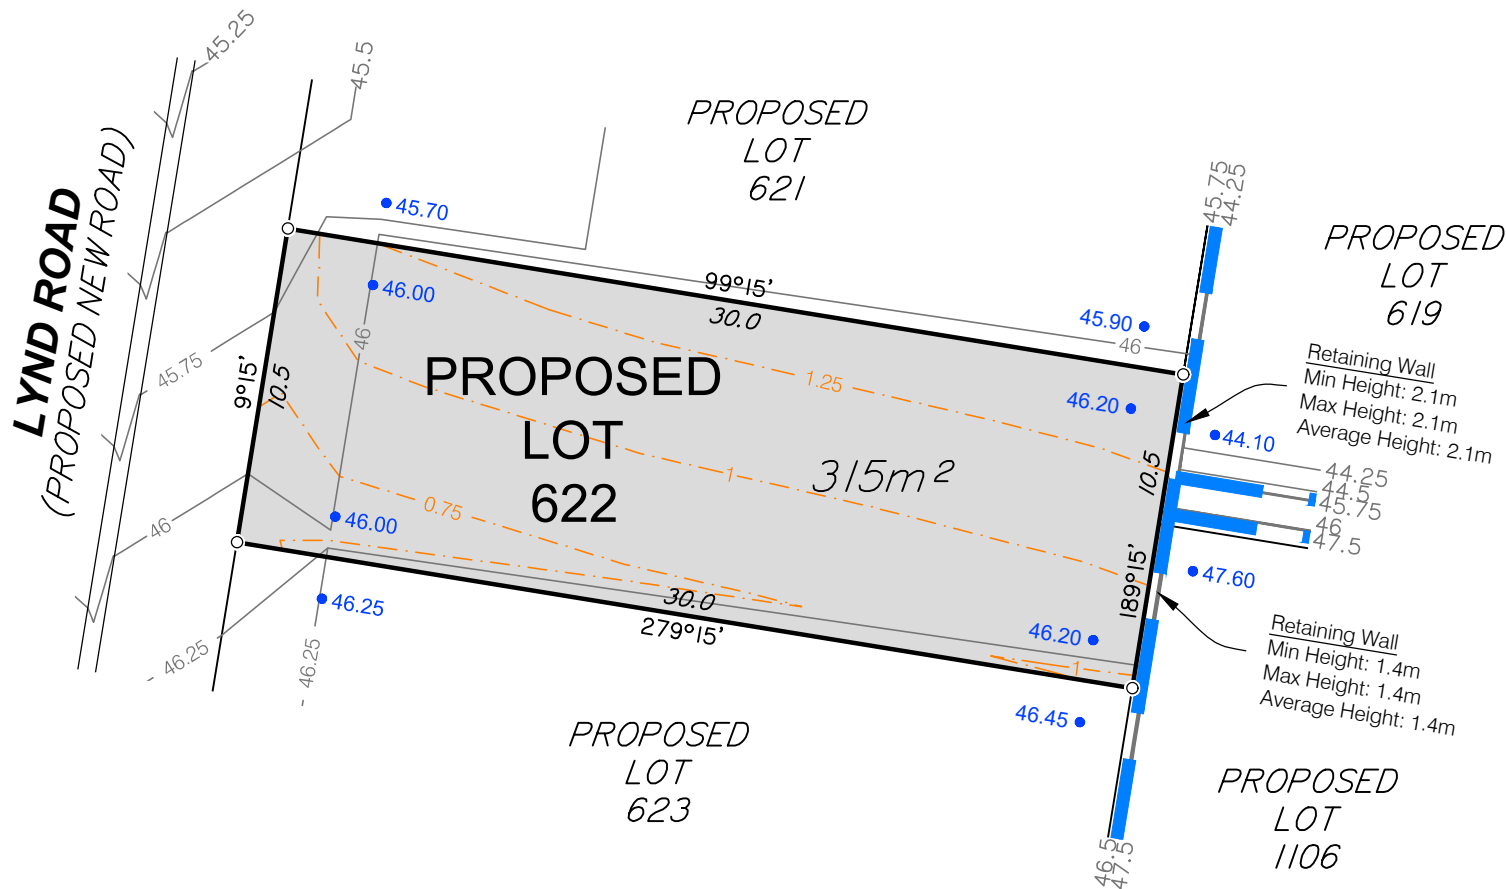 45.25
45.5
PROPOSED
LOT
621
45.75
44.25
LYND ROAD
(PROPOSED NEW ROAD)
45.70
PROPOSED
LOT
619
46.00
99°15'
30.0
45.90
46
46
45.75
9°15'
10.5
PROPOSED
LOT
622
1.25
46.20
Retaining Wall
Min Height: 2.1m
Max Height: 2.1m
Average Height: 2.1m
44.10
315m²
1
10.5
44.25
44.5
45.75
46
47.5
0.75
46.00
46
47.60
189°15'
46.25
30.0
279°15'
46.20
1
46.25
46.25
Retaining Wall
Min Height: 1.4m
Max Height: 1.4m
Average Height: 1.4m
46.45
PROPOSED
LOT
623
PROPOSED
LOT
1106
46.5
47.5